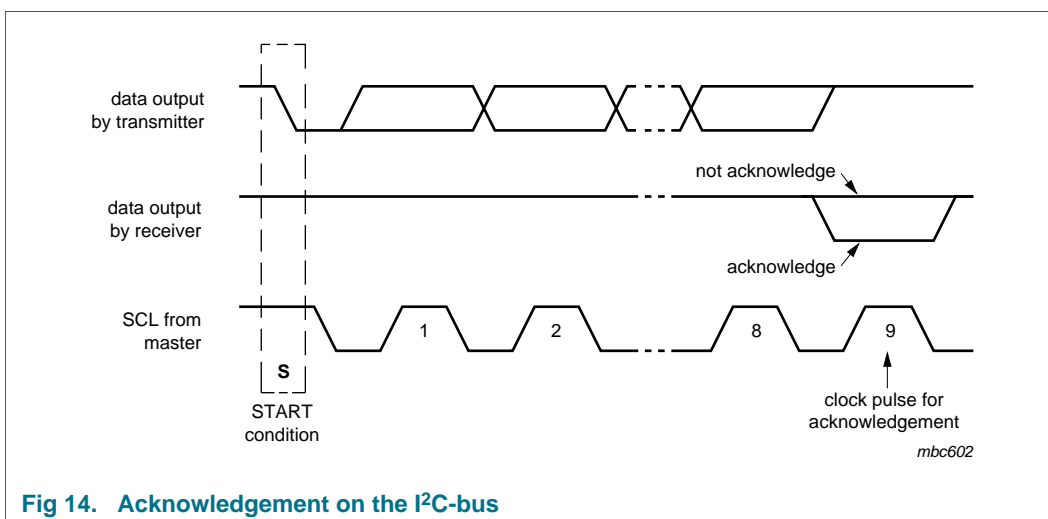 data output
by transmitter
not acknowledge
data output
by receiver
acknowledge
SCL from
master
1
2
8
9
S
START
condition
clock pulse for
acknowledgement
mbc602
Fig 14. Acknowledgement on the I²C-bus